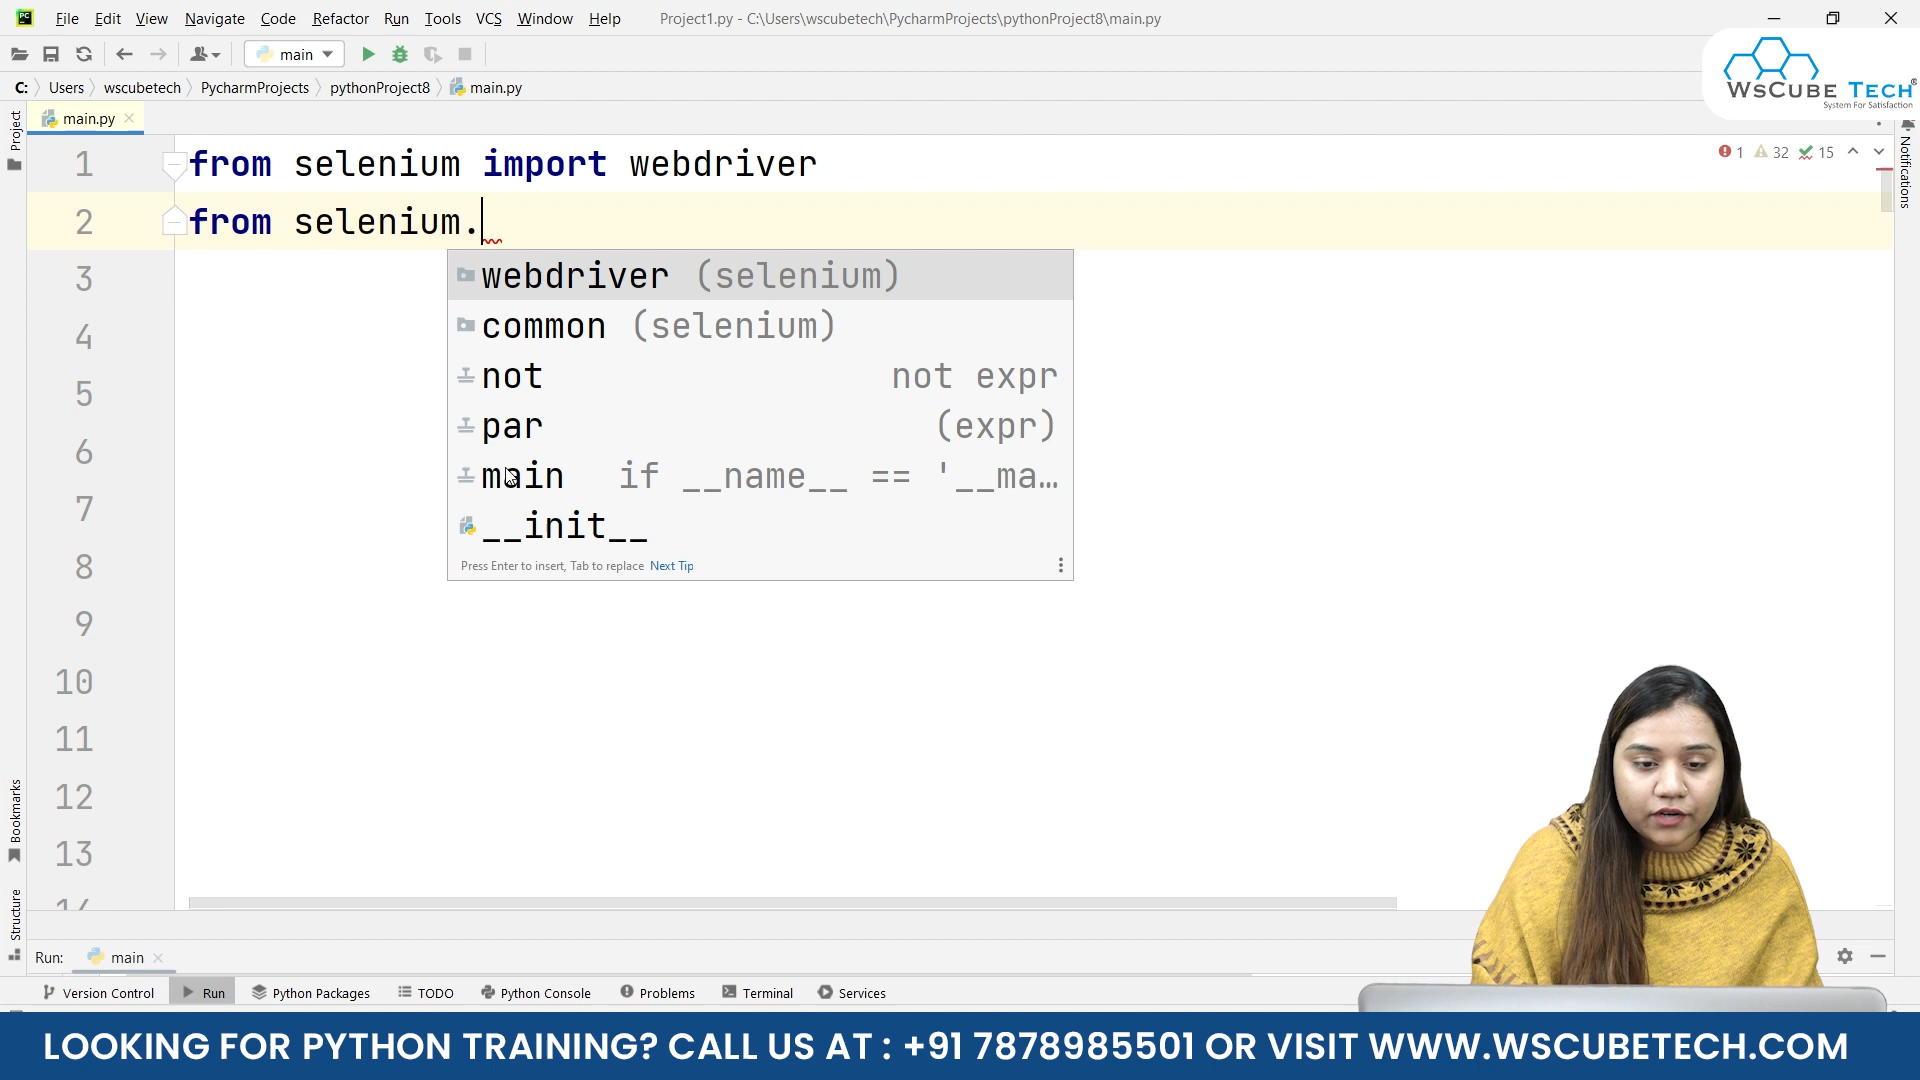 File Edit View Navigate Code Refactor Run Tools VCS Window Help Project1.py - C:\Users\wscubetech\PycharmProjects\pythonProject8\main.py
main
WSCUBE TECH®
System For Satisfaction
C: Users wscubetech PycharmProjects pythonProject8 main.py
Project
main.py
Notifications
1 from selenium import webdriver
1 32 15
2 from selenium.
3
4
5
6
7
8
9
10
11
12
13
14
webdriver (selenium)
common (selenium)
not not expr
par (expr)
main if __name__ == '__ma…
__init__
Press Enter to insert, Tab to replace Next Tip
Bookmarks
Structure
Run: main
Version Control Run Python Packages TODO Python Console Problems Terminal Services
LOOKING FOR PYTHON TRAINING? CALL US AT : +91 7878985501 OR VISIT WWW.WSCUBETECH.COM